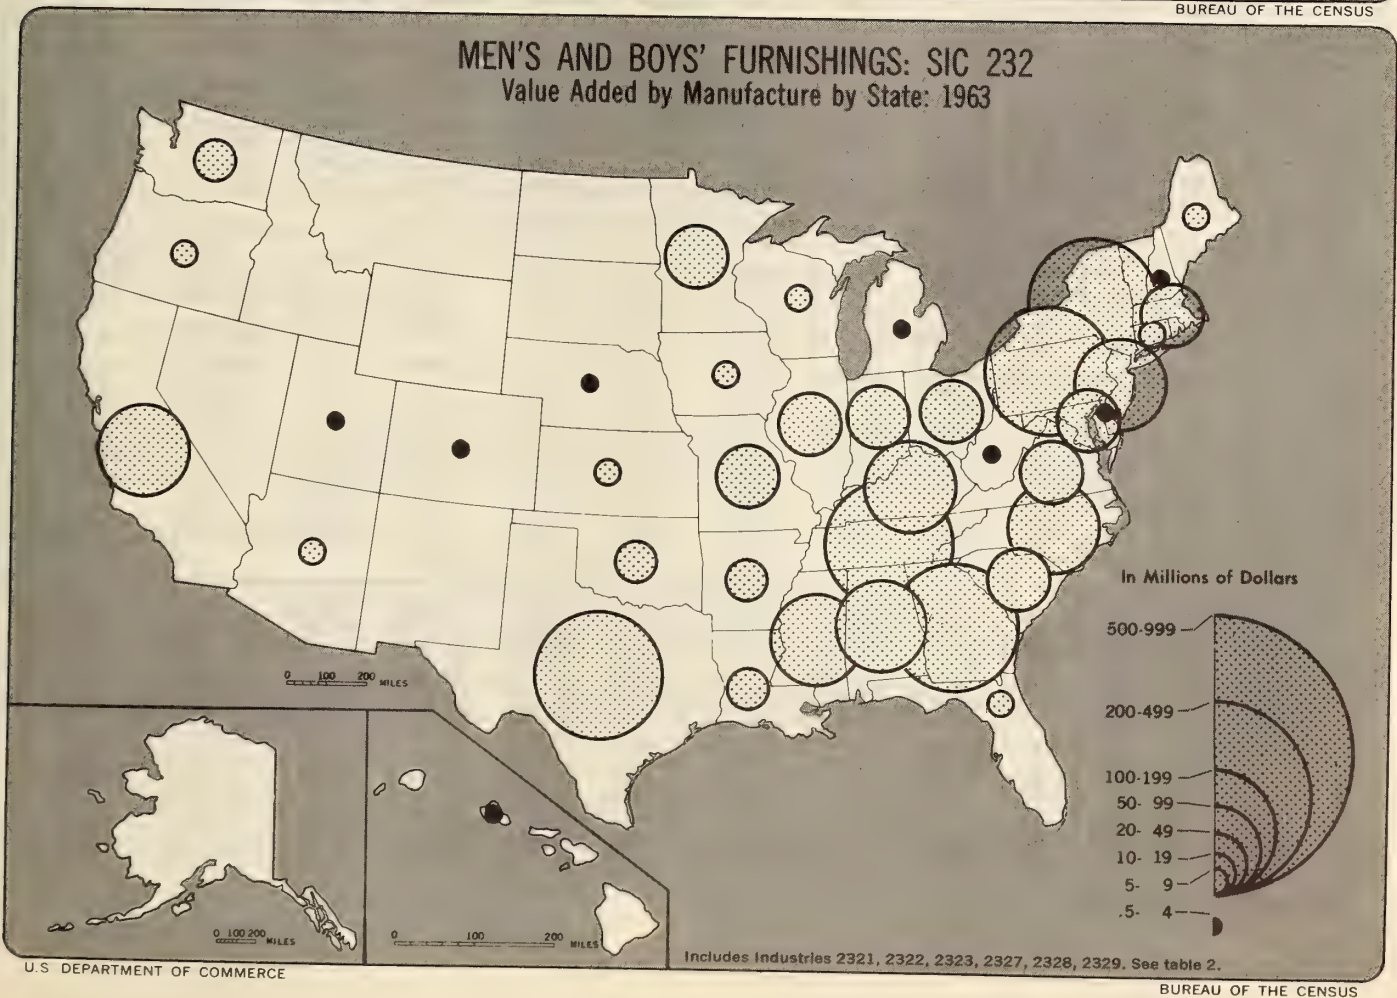 BUREAU OF THE CENSUS
MEN'S AND BOYS' FURNISHINGS: SIC 232
Value Added by Manufacture by State: 1963
In Millions of Dollars
500-999
200-499
100-199
50- 99
20- 49
10- 19
5- 9
.5- 4
0 100 200 MILES
0 100 200 MILES
0 100 200 MILES
Includes Industries 2321, 2322, 2323, 2327, 2328, 2329. See table 2.
U.S DEPARTMENT OF COMMERCE
BUREAU OF THE CENSUS